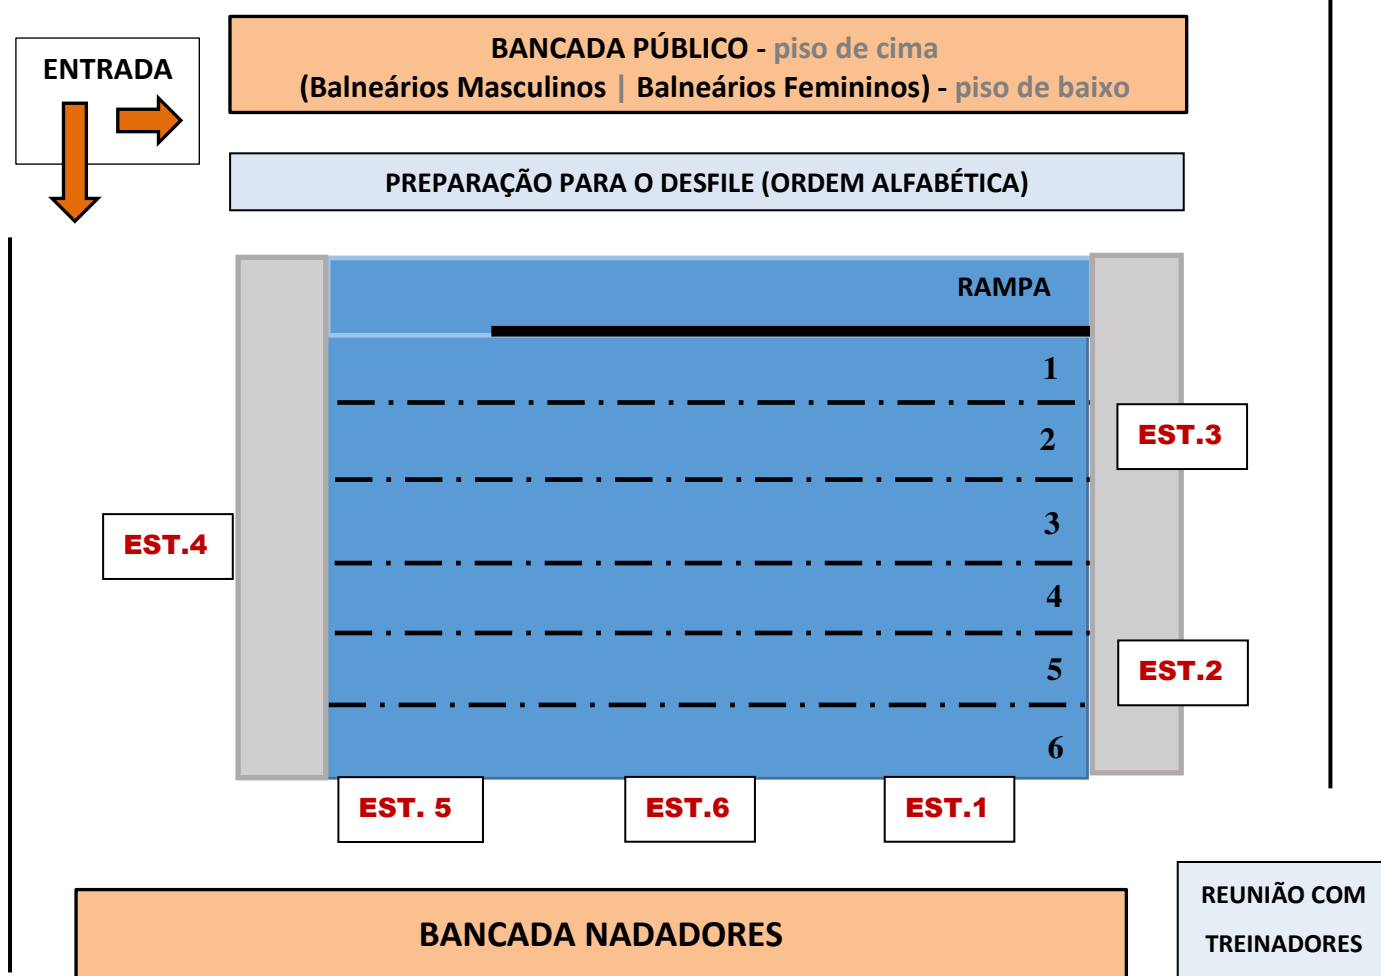 ENTRADA
BANCADA PÚBLICO - piso de cima
(Balneários Masculinos | Balneários Femininos) - piso de baixo
PREPARAÇÃO PARA O DESFILE (ORDEM ALFABÉTICA)
RAMPA
1
2
EST.3
3
EST.4
4
5
EST.2
6
EST. 5
EST.6
EST.1
BANCADA NADADORES
REUNIÃO COM
TREINADORES